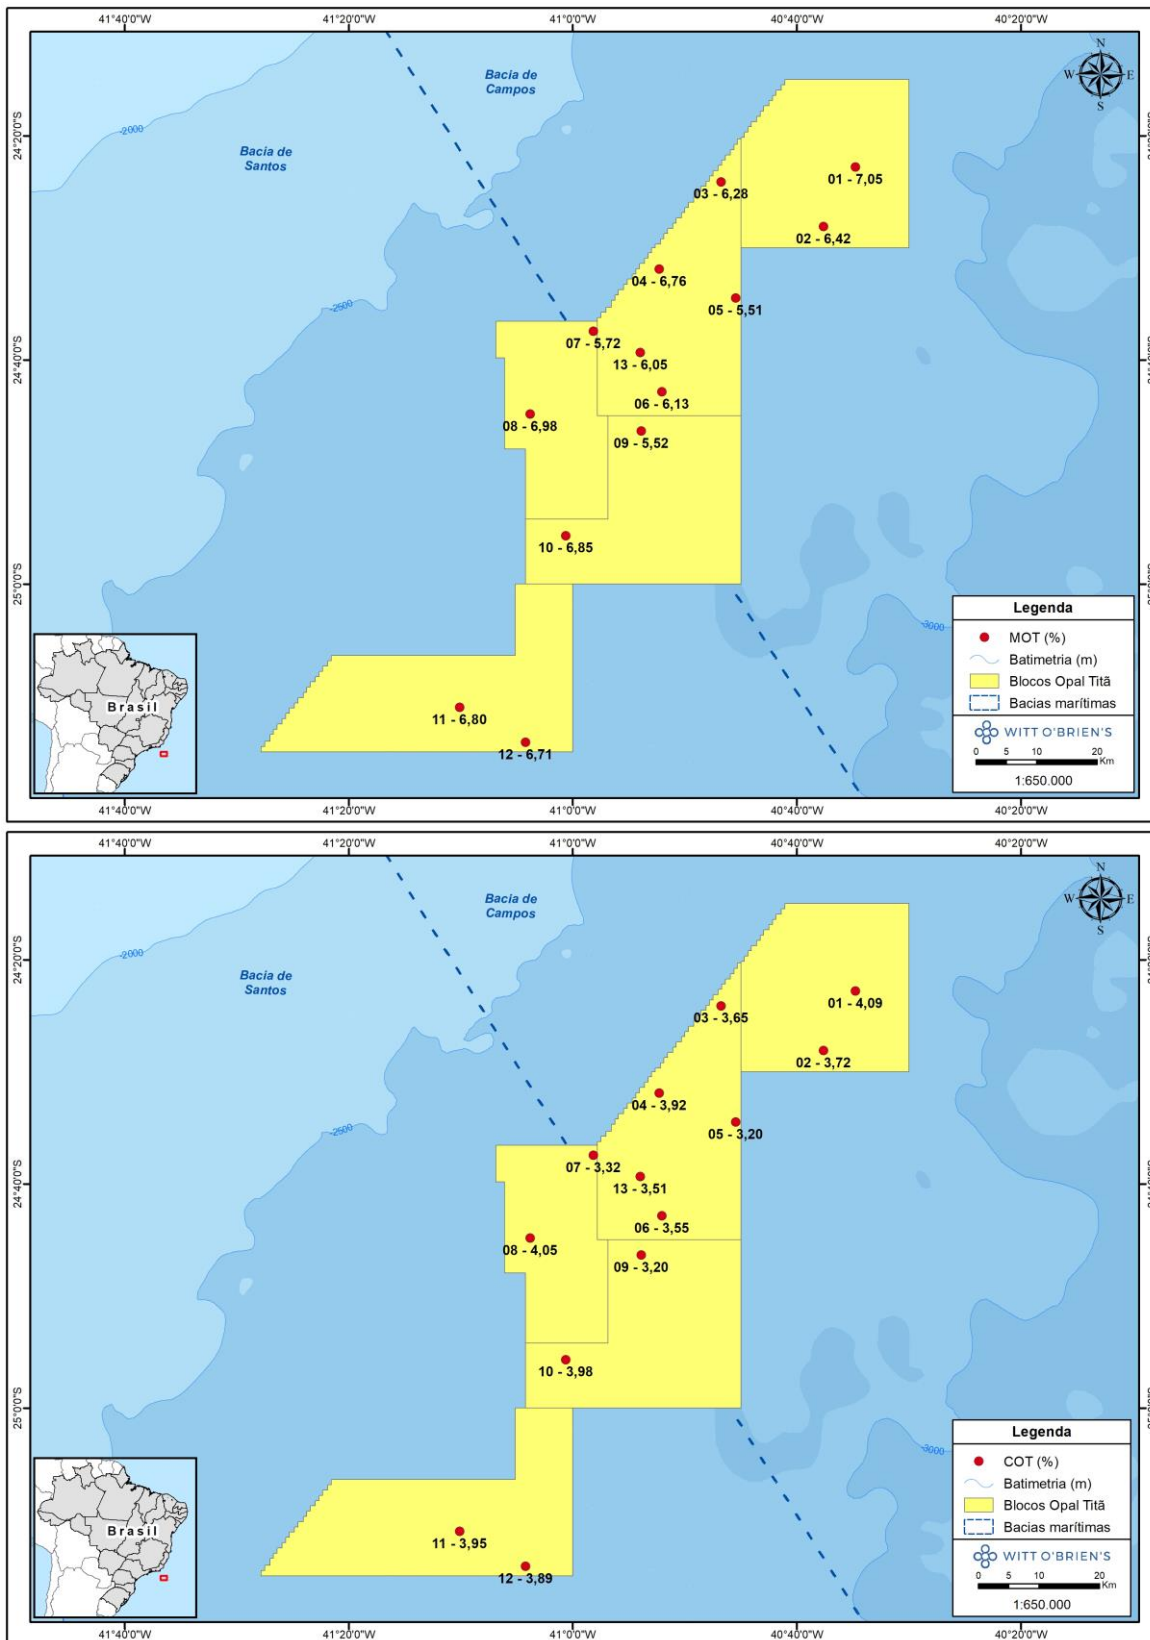 41°40'0"W 41°20'0"W 41°0'0"W 40°40'0"W 40°20'0"W
Bacia de
Campos
N
W E
S
-2000
24°20'0"S
Bacia de
Santos
01 - 7,05
03 - 6,28
02 - 6,42
04 - 6,76
-2500
05 - 5,51
07 - 5,72
24°40'0"S
13 - 6,05
06 - 6,13
08 - 6,98
09 - 5,52
10 - 6,85
25°0'0"S
-3000
11 - 6,80
12 - 6,71
Brasil
Legenda
MOT (%)
Batimetria (m)
Blocos Opal Titã
Bacias marítimas
WITT O'BRIEN'S
0 5 10 20
Km
1:650.000
41°40'0"W 41°20'0"W 41°0'0"W 40°40'0"W 40°20'0"W
41°40'0"W 41°20'0"W 41°0'0"W 40°40'0"W 40°20'0"W
Bacia de
Campos
N
W E
S
-2000
24°20'0"S
Bacia de
Santos
01 - 4,09
03 - 3,65
02 - 3,72
04 - 3,92
-2500
05 - 3,20
07 - 3,32
24°40'0"S
13 - 3,51
06 - 3,55
08 - 4,05
09 - 3,20
10 - 3,98
25°0'0"S
-3000
11 - 3,95
12 - 3,89
Brasil
Legenda
COT (%)
Batimetria (m)
Blocos Opal Titã
Bacias marítimas
WITT O'BRIEN'S
0 5 10 20
Km
1:650.000
41°40'0"W 41°20'0"W 41°0'0"W 40°40'0"W 40°20'0"W